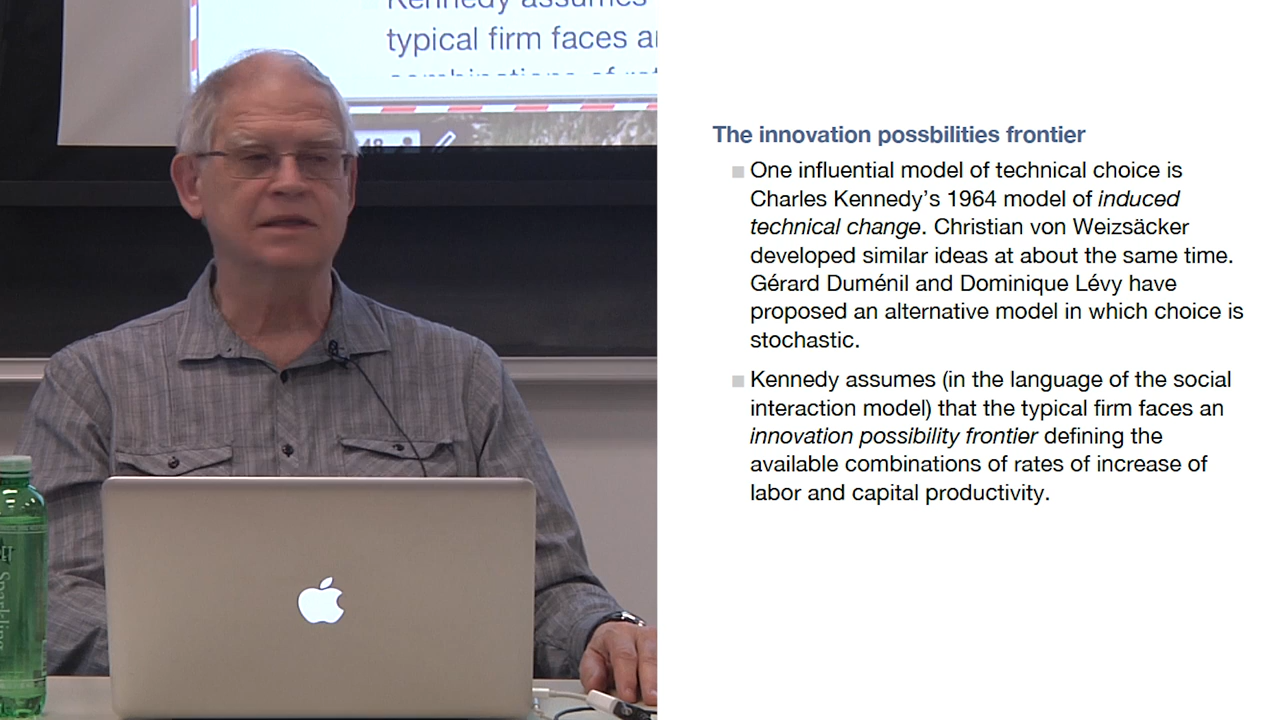 Kennedy assumes
typical firm faces a
The innovation possbilities frontier
One influential model of technical choice is
Charles Kennedy's 1964 model of induced
technical change. Christian von Weizsäcker
developed similar ideas at about the same time.
Gérard Duménil and Dominique Lévy have
proposed an alternative model in which choice is
stochastic.
Kennedy assumes (in the language of the social
interaction model) that the typical firm faces an
innovation possibility frontier defining the
available combinations of rates of increase of
labor and capital productivity.
Sparkling